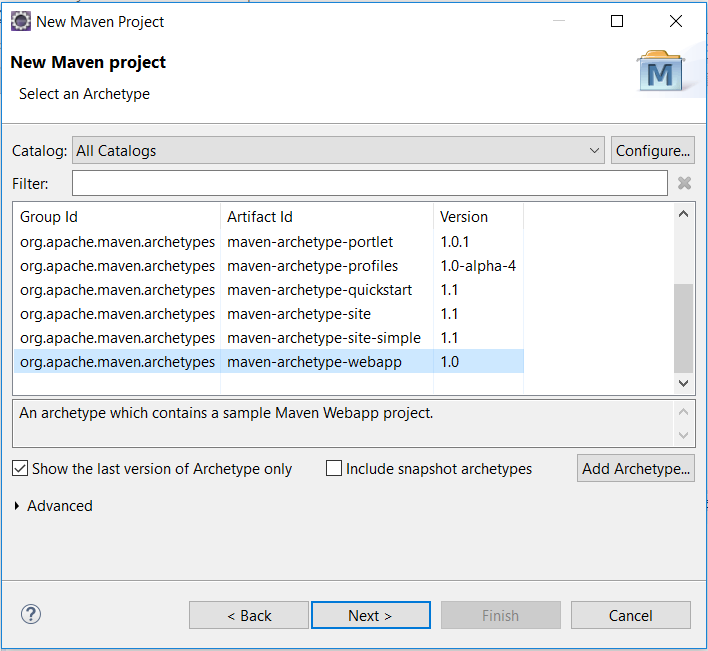 New Maven Project
New Maven project
Select an Archetype
M
Catalog: All Catalogs Configure...
Filter:
Group Id Artifact Id Version
org.apache.maven.archetypes maven-archetype-portlet 1.0.1
org.apache.maven.archetypes maven-archetype-profiles 1.0-alpha-4
org.apache.maven.archetypes maven-archetype-quickstart 1.1
org.apache.maven.archetypes maven-archetype-site 1.1
org.apache.maven.archetypes maven-archetype-site-simple 1.1
org.apache.maven.archetypes maven-archetype-webapp 1.0
An archetype which contains a sample Maven Webapp project.
Show the last version of Archetype only Include snapshot archetypes Add Archetype...
Advanced
? < Back Next > Finish Cancel